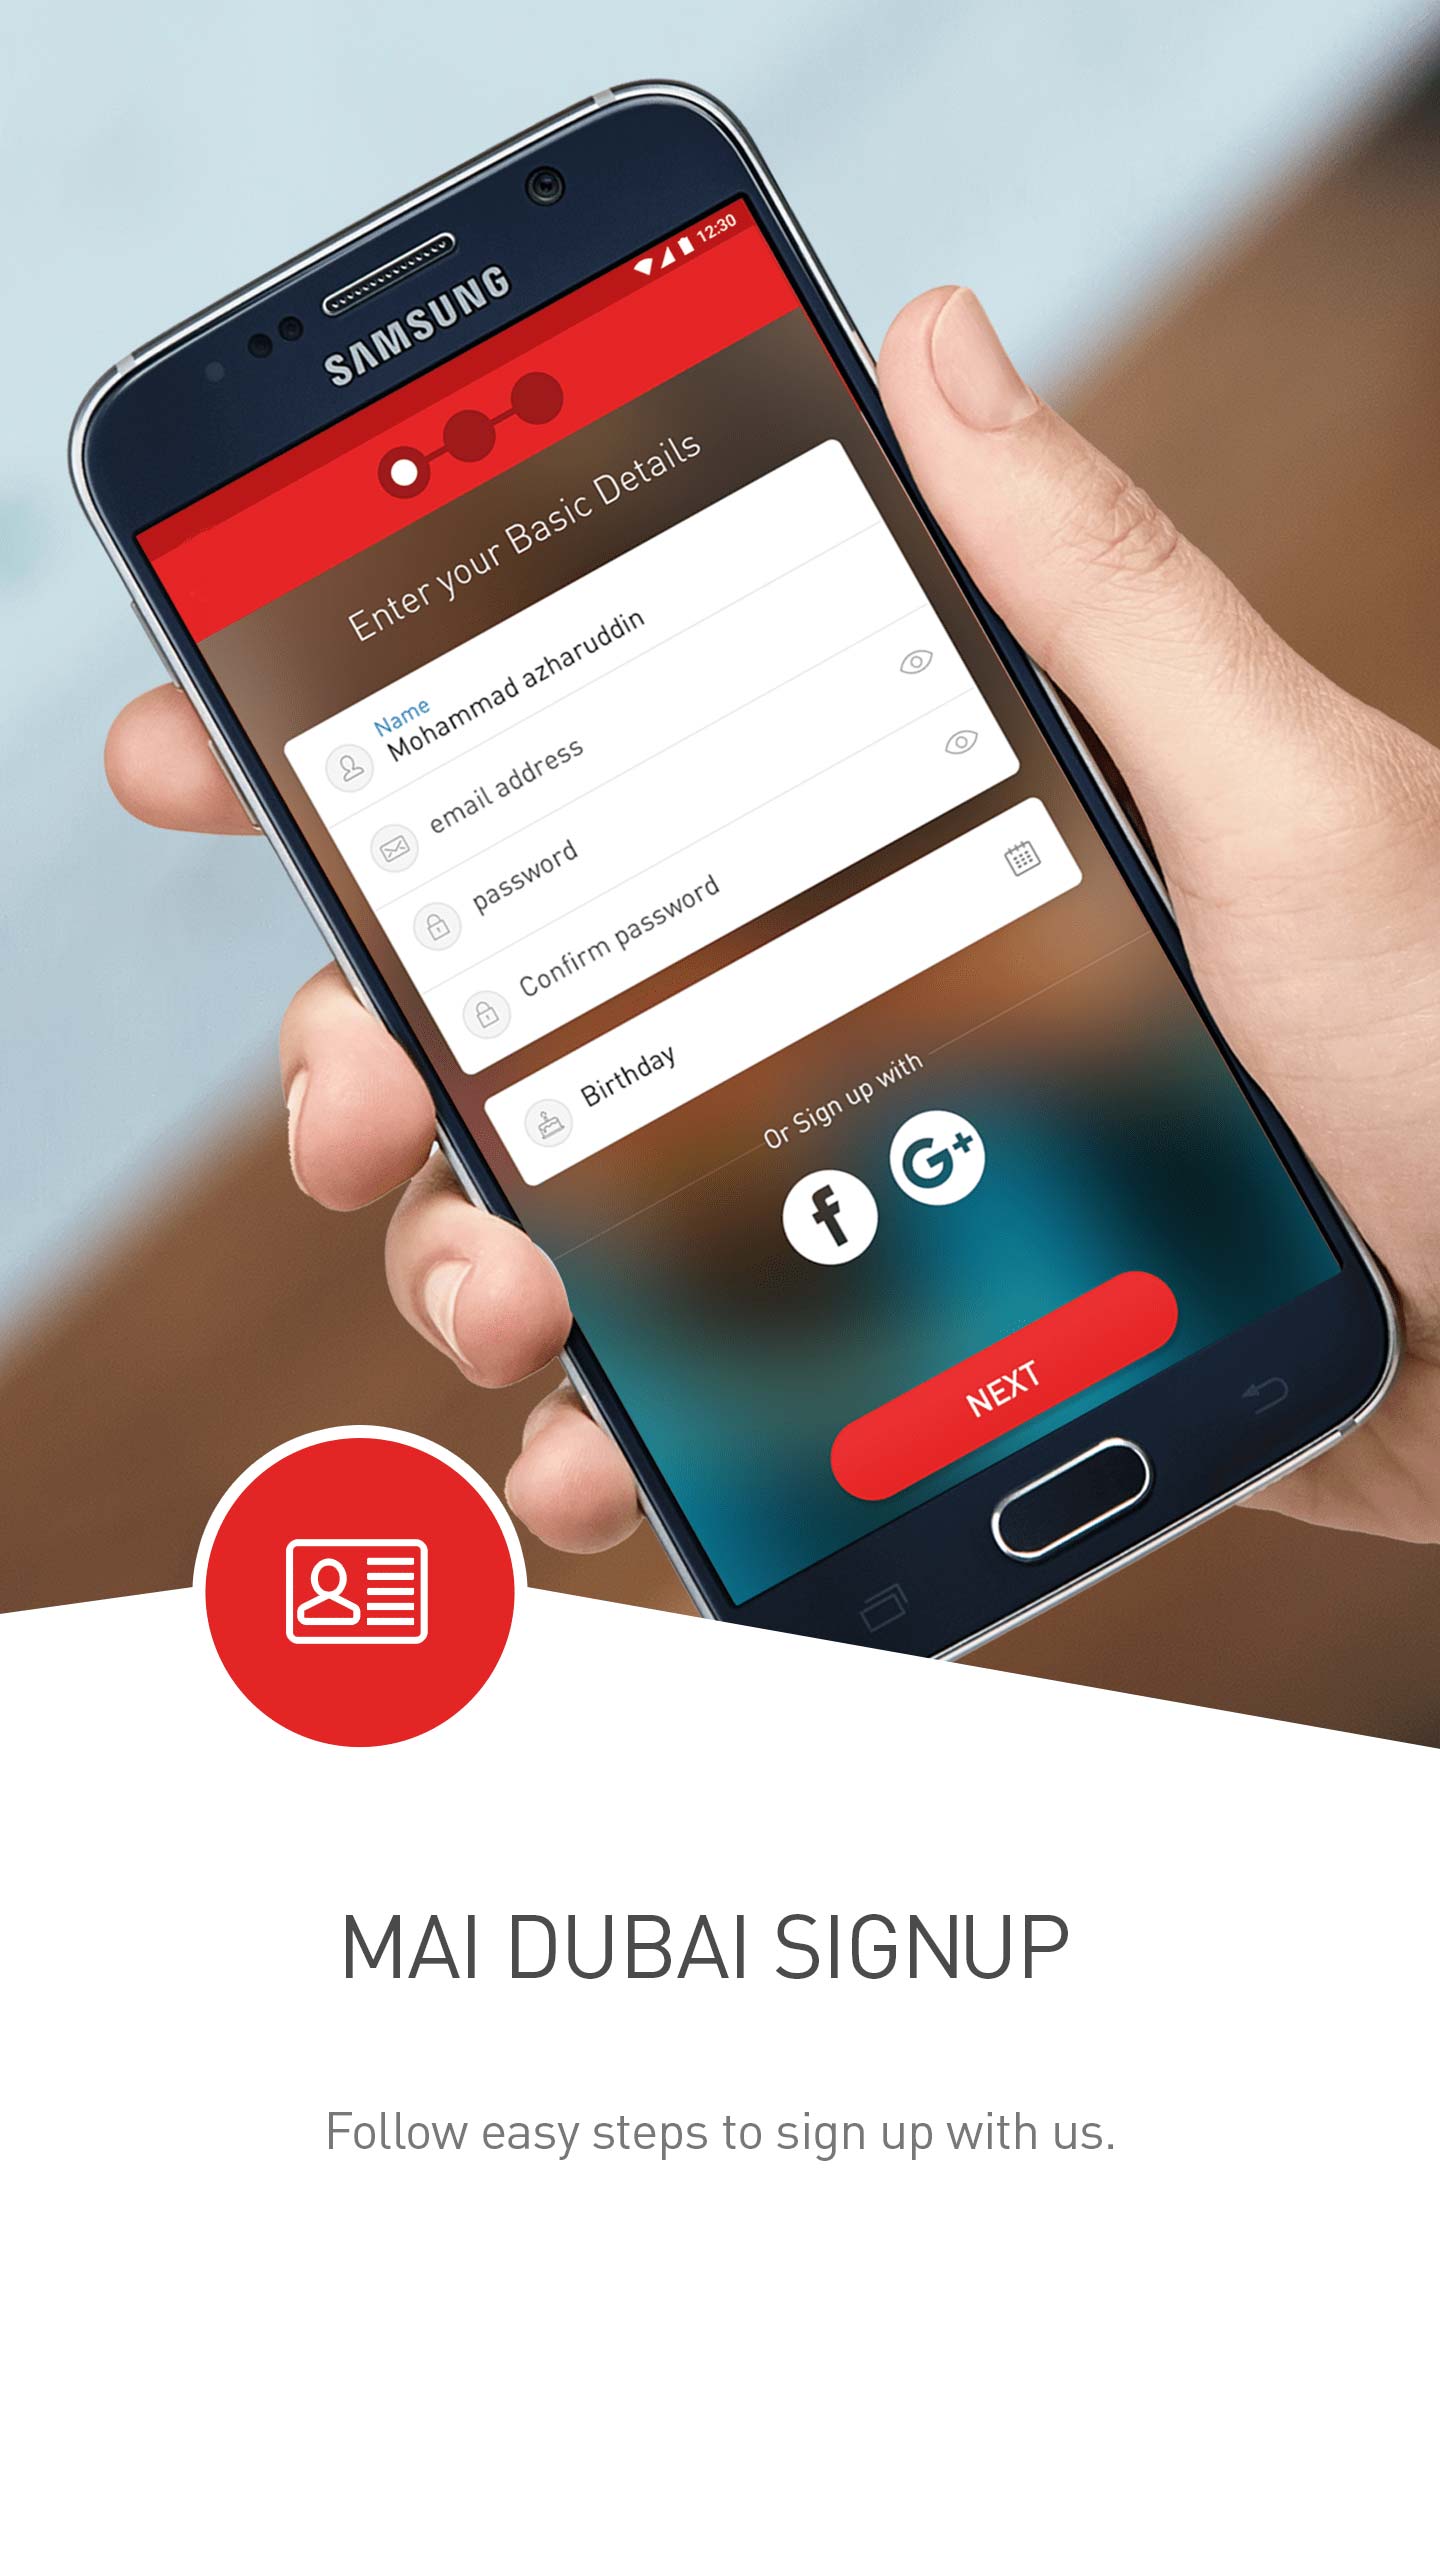 SAMSUNG
12:30
Enter your Basic Details
Name
Mohammad azharuddin
email address
password
Confirm password
Birthday
Or Sign up with
f
G+
NEXT
MAI DUBAI SIGNUP
Follow easy steps to sign up with us.